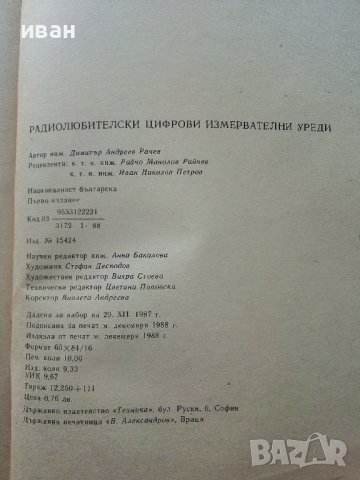 иван
РАДИОЛЮБИТЕЛСКИ ЦИФРОВИ ИЗМЕРВАТЕЛНИ УРЕДИ
Автор инж. Димитър Андреев Рачев
Рецензенти: к. т. н. инж. Райчо Манолов Райчев
к. т. н. инж. Иван Николов Петров
Националност българска
Първо издание
Код 03 9533122231
3172—1—88
Изд. № 15424
Научен редактор инж. Анна Бакалова
Художник Стефан Десподов
Художествен редактор Вихра Стоева
Технически редактор Цветина Поповска
Коректор Виолета Андреева
Дадена за набор на 29. XII. 1987 г.
Подписана за печат м. декември 1988 г.
Излязла от печат м. декември 1988 г.
Формат 60×84/16
Печ. коли 10,00
Изд. коли 9,33
УИК 9,67
Тираж 12,250+111
Цена 0,76 лв.
Държавно издателство «Техника», бул. Руски, 6, София
Държавна печатница «В. Александров», Враца
BAZAR